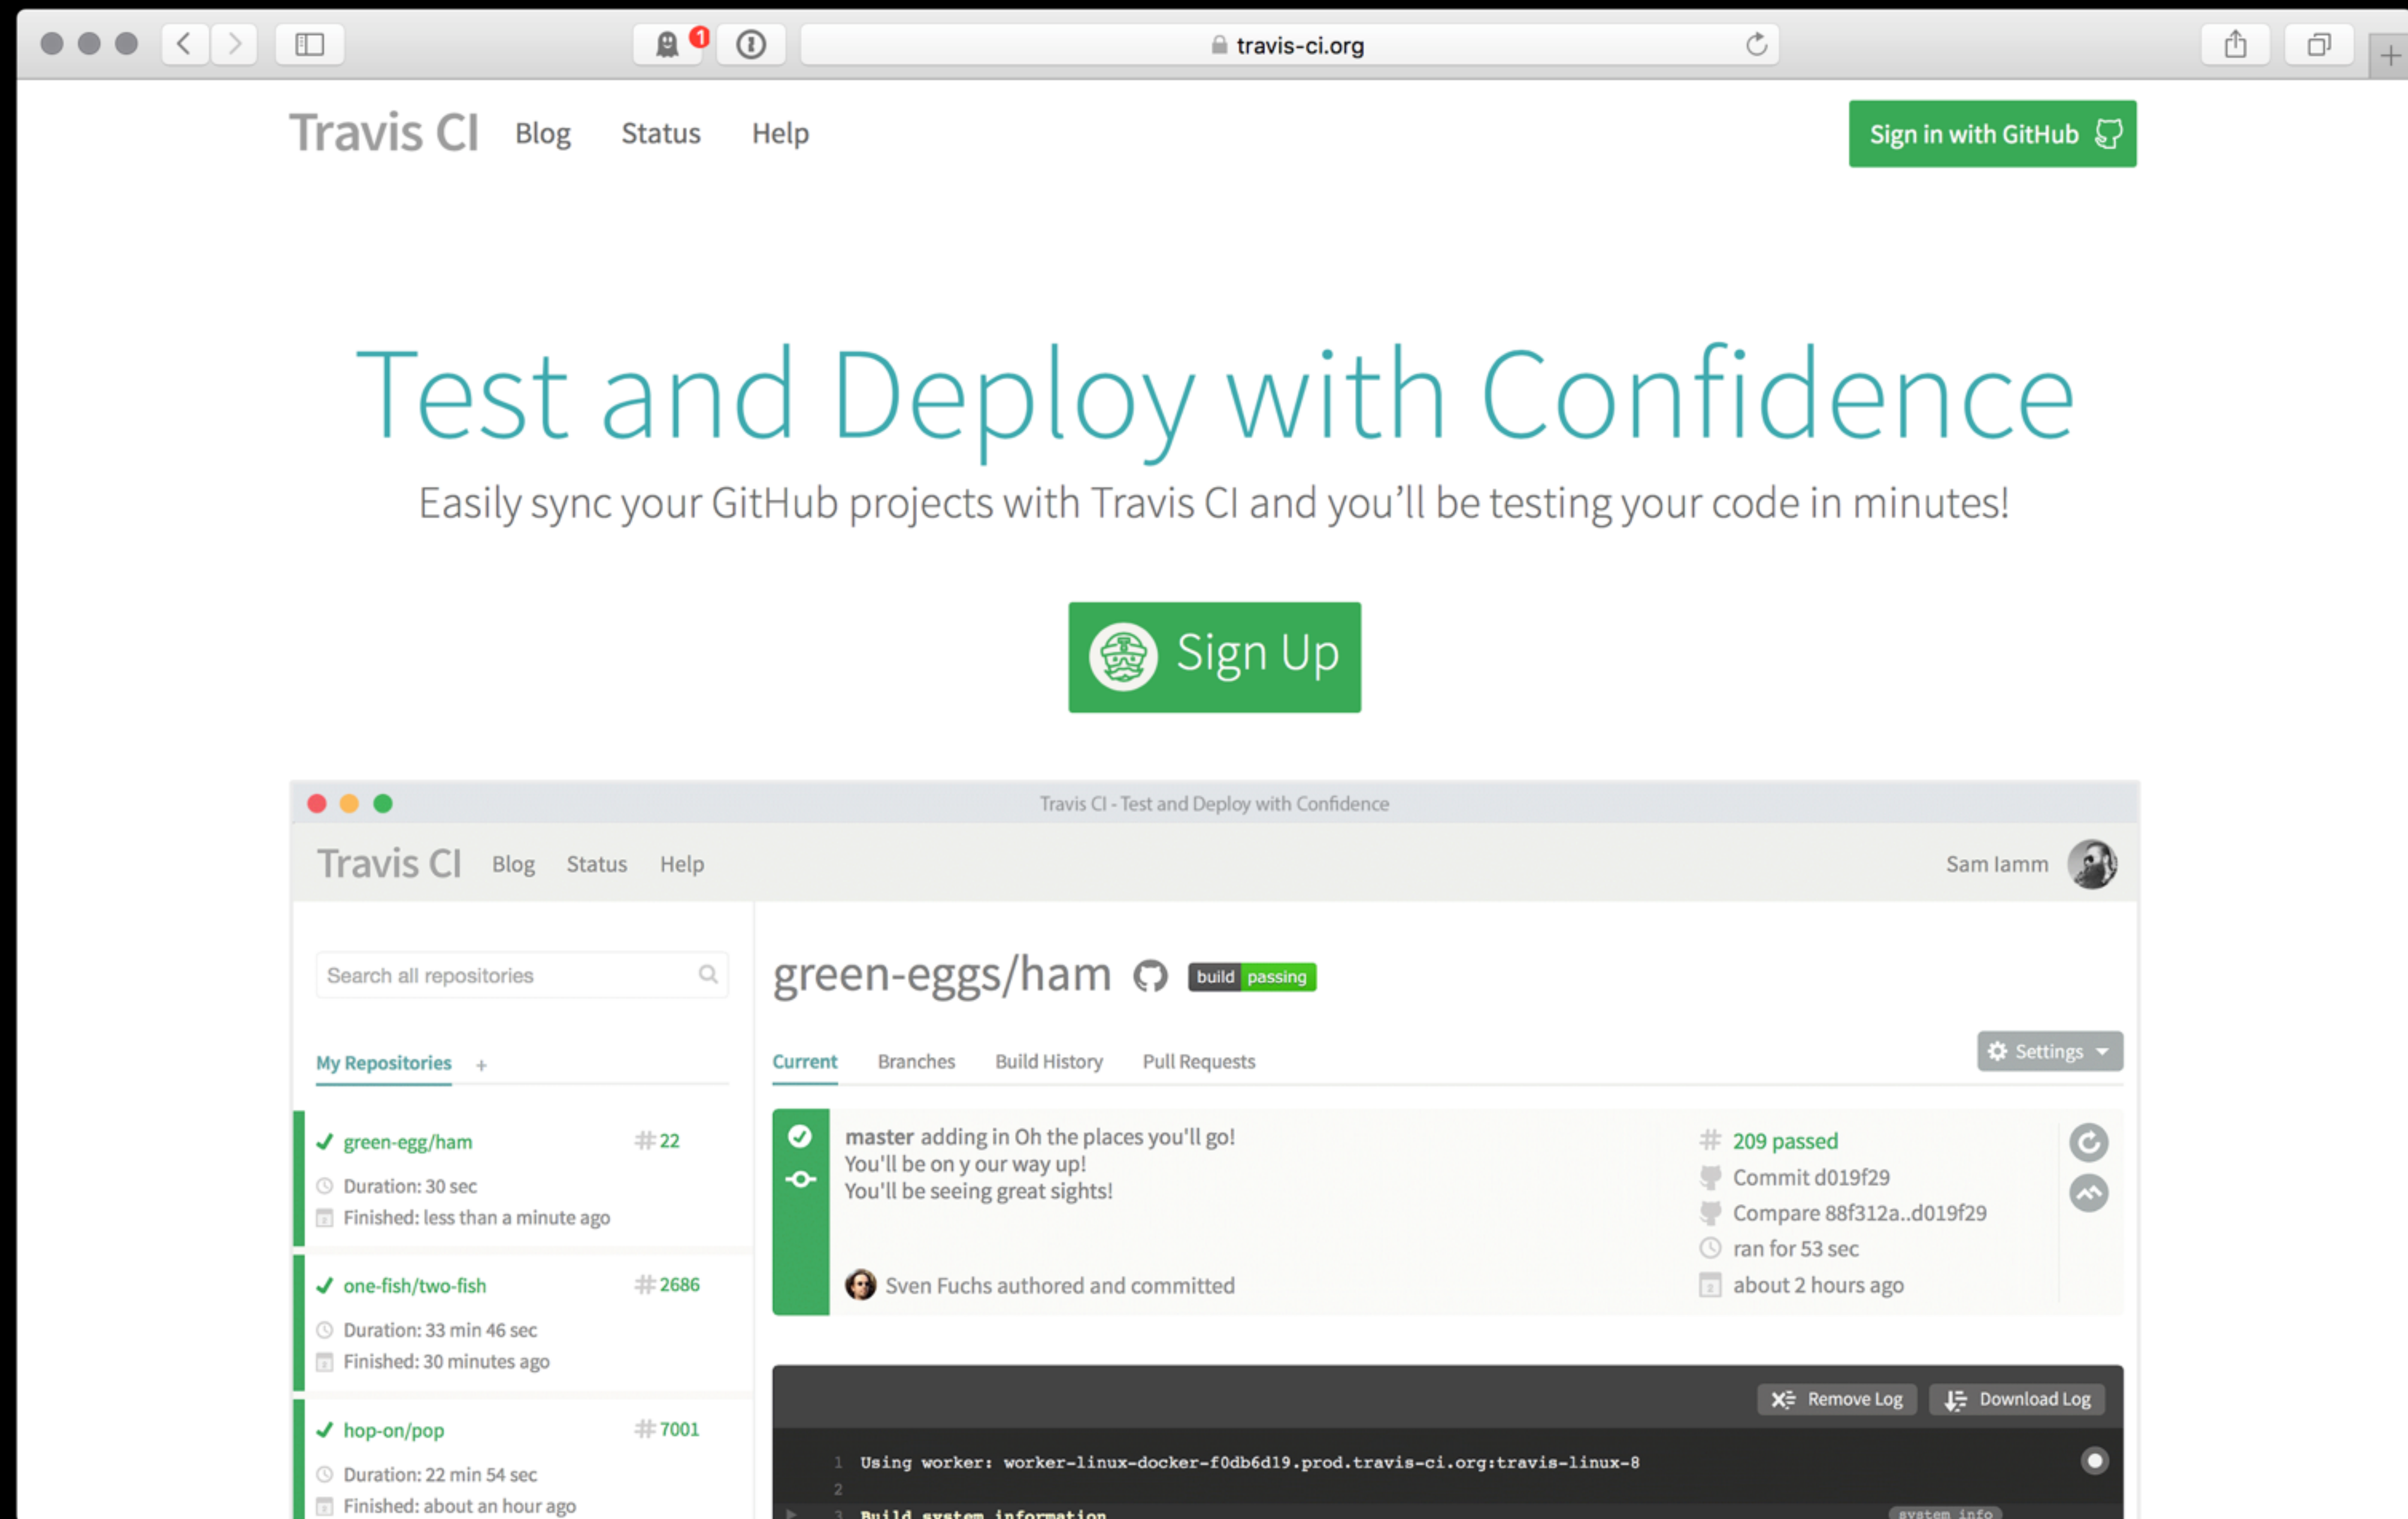 1
travis-ci.org
Travis CI Blog Status Help
Sign in with GitHub
Test and Deploy with Confidence
Easily sync your GitHub projects with Travis CI and you’ll be testing your code in minutes!
Sign Up
Travis CI - Test and Deploy with Confidence
Travis CI Blog Status Help
Sam Iamm
Search all repositories
My Repositories +
green-egg/ham #22
Duration: 30 sec
Finished: less than a minute ago
one-fish/two-fish #2686
Duration: 33 min 46 sec
Finished: 30 minutes ago
hop-on/pop #7001
Duration: 22 min 54 sec
Finished: about an hour ago
green-eggs/ham build passing
Current Branches Build History Pull Requests
Settings
master adding in Oh the places you'll go!
You'll be on y our way up!
You'll be seeing great sights!
Sven Fuchs authored and committed
# 209 passed
Commit d019f29
Compare 88f312a..d019f29
ran for 53 sec
about 2 hours ago
Remove Log Download Log
1 Using worker: worker-linux-docker-f0db6d19.prod.travis-ci.org:travis-linux-8
2
3 Build system information system info